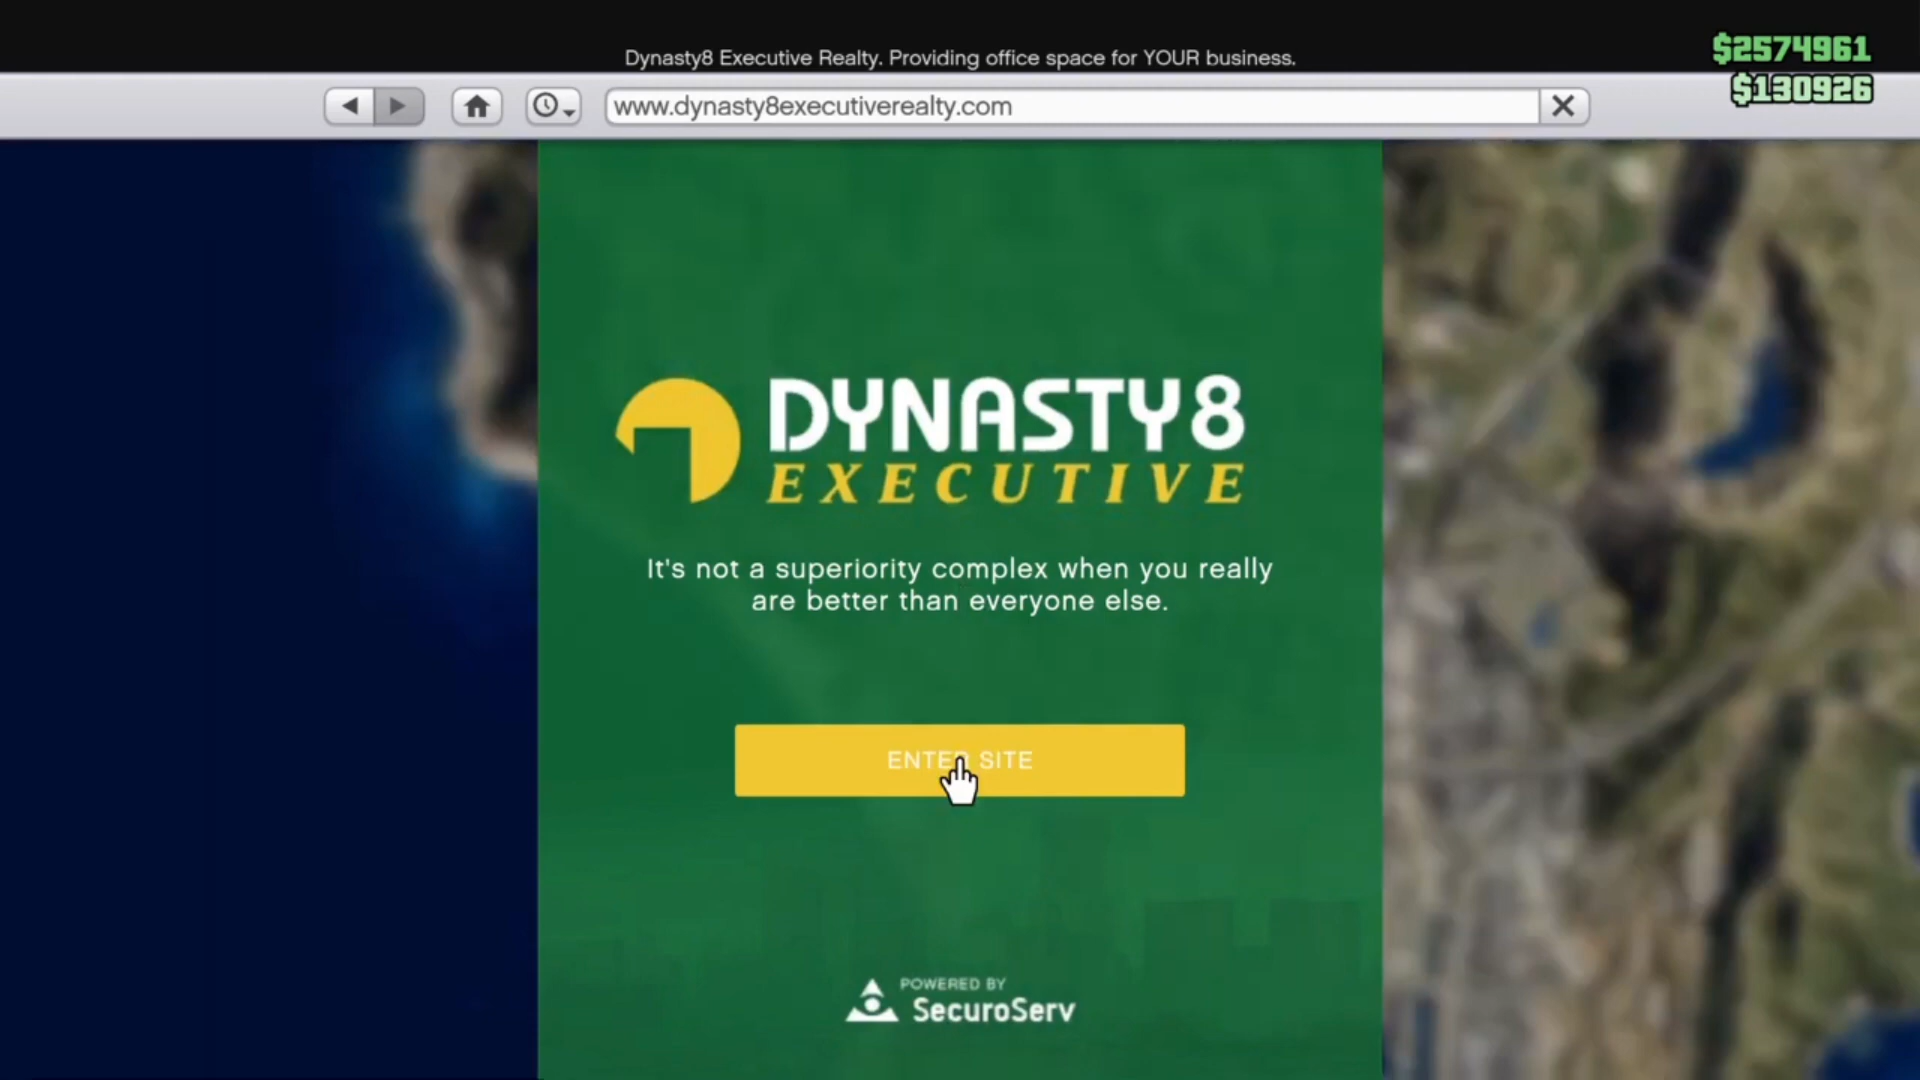 Dynasty8 Executive Realty. Providing office space for YOUR business.
$2574961
$130926
www.dynasty8executiverealty.com
DYNASTY8
EXECUTIVE
It's not a superiority complex when you really
are better than everyone else.
ENTER SITE
POWERED BY
SecuroServ